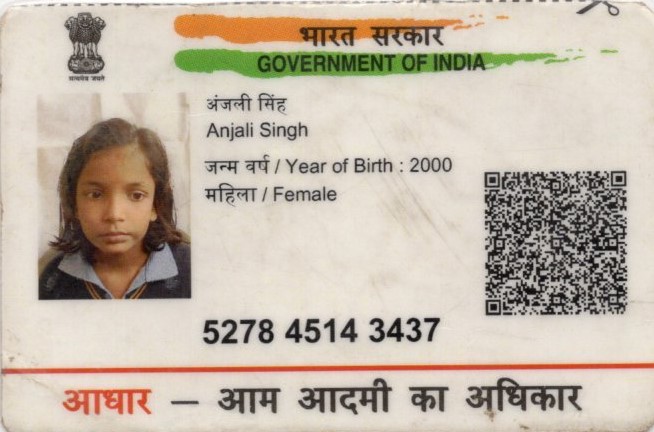 भारत सरकार
GOVERNMENT OF INDIA
सत्यमेव जयते
अंजली सिंह
Anjali Singh
जन्म वर्ष / Year of Birth : 2000
महिला / Female
5278 4514 3437
आधार — आम आदमी का अधिकार